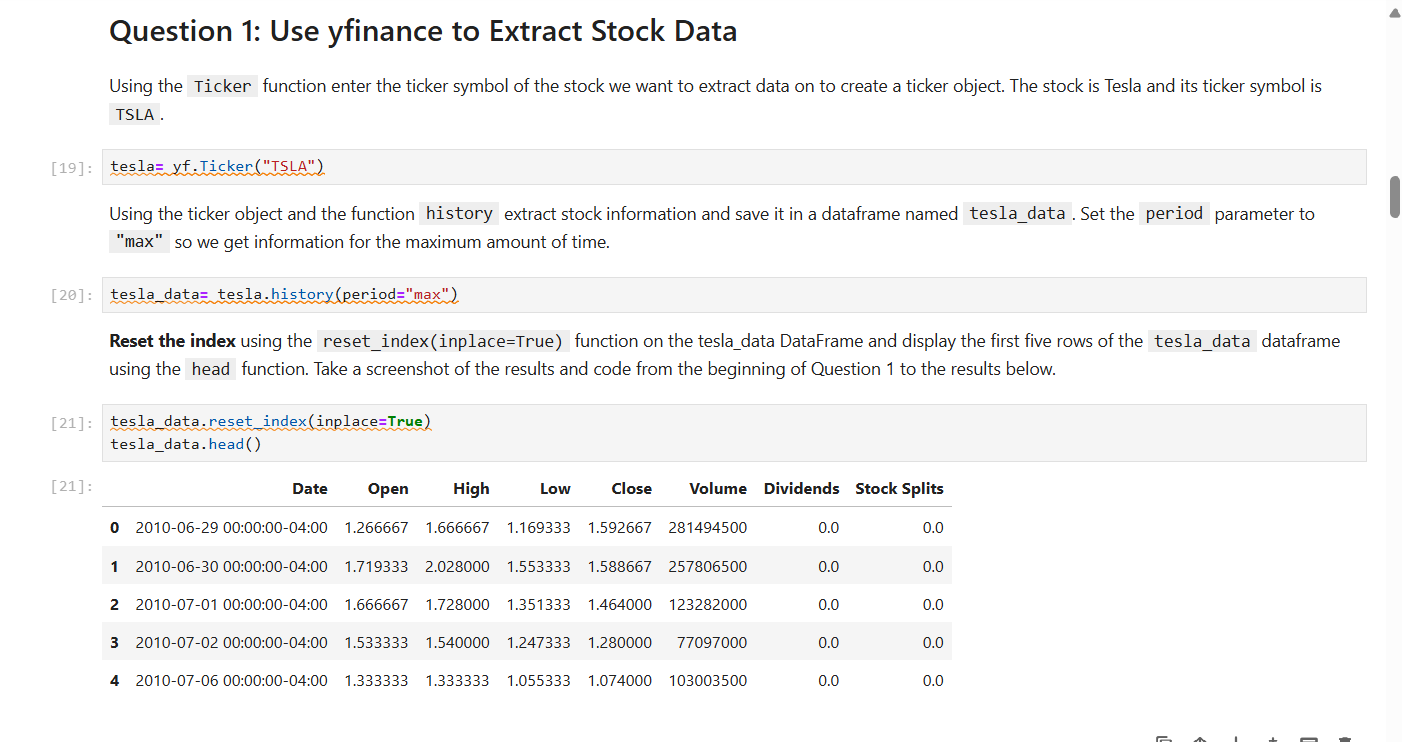 Question 1: Use yfinance to Extract Stock Data
Using the Ticker function enter the ticker symbol of the stock we want to extract data on to create a ticker object. The stock is Tesla and its ticker symbol is
TSLA .
[19]: tesla= yf.Ticker("TSLA")
Using the ticker object and the function history extract stock information and save it in a dataframe named tesla_data . Set the period parameter to
"max" so we get information for the maximum amount of time.
[20]: tesla_data= tesla.history(period="max")
Reset the index using the reset_index(inplace=True) function on the tesla_data DataFrame and display the first five rows of the tesla_data dataframe
using the head function. Take a screenshot of the results and code from the beginning of Question 1 to the results below.
[21]: tesla_data.reset_index(inplace=True)
tesla_data.head()
[21]: Date Open High Low Close Volume Dividends Stock Splits
0 2010-06-29 00:00:00-04:00 1.266667 1.666667 1.169333 1.592667 281494500 0.0 0.0
1 2010-06-30 00:00:00-04:00 1.719333 2.028000 1.553333 1.588667 257806500 0.0 0.0
2 2010-07-01 00:00:00-04:00 1.666667 1.728000 1.351333 1.464000 123282000 0.0 0.0
3 2010-07-02 00:00:00-04:00 1.533333 1.540000 1.247333 1.280000 77097000 0.0 0.0
4 2010-07-06 00:00:00-04:00 1.333333 1.333333 1.055333 1.074000 103003500 0.0 0.0